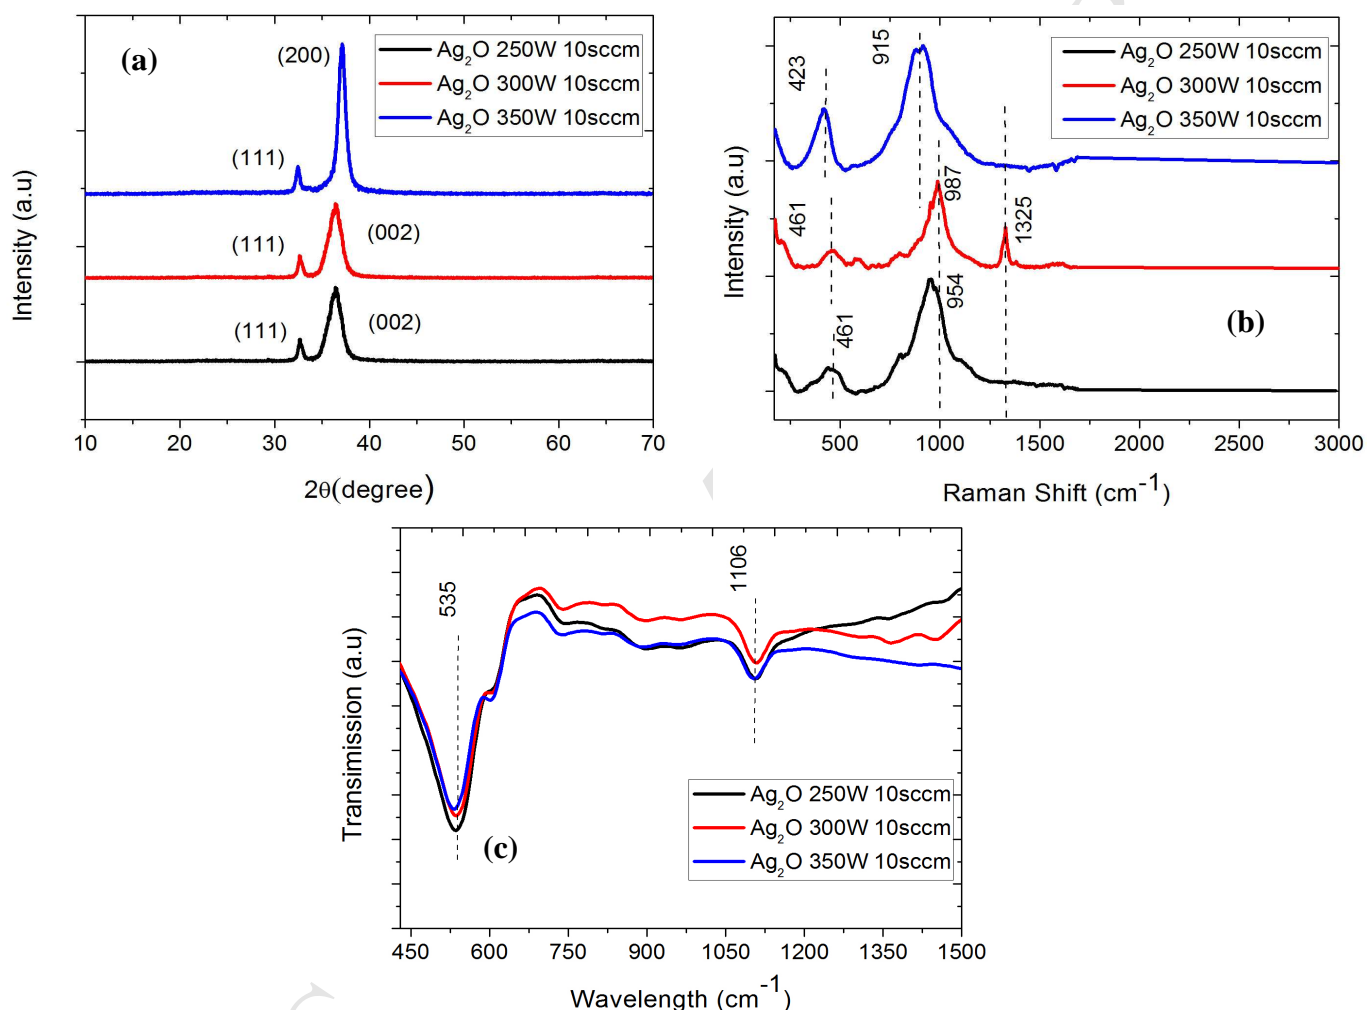 (a)
(200)
(111)
(111)
(002)
(111)
(002)
Ag2O 250W 10sccm
Ag2O 300W 10sccm
Ag2O 350W 10sccm
Intensity (a.u)
10 20 30 40 50 60 70
2θ(degree)
423
915
461
987
1325
461
954
(b)
Ag2O 250W 10sccm
Ag2O 300W 10sccm
Ag2O 350W 10sccm
Intensity (a.u)
500 1000 1500 2000 2500 3000
Raman Shift (cm-1)
535
1106
(c)
Ag2O 250W 10sccm
Ag2O 300W 10sccm
Ag2O 350W 10sccm
Transimission (a.u)
450 600 750 900 1050 1200 1350 1500
Wavelength (cm-1)